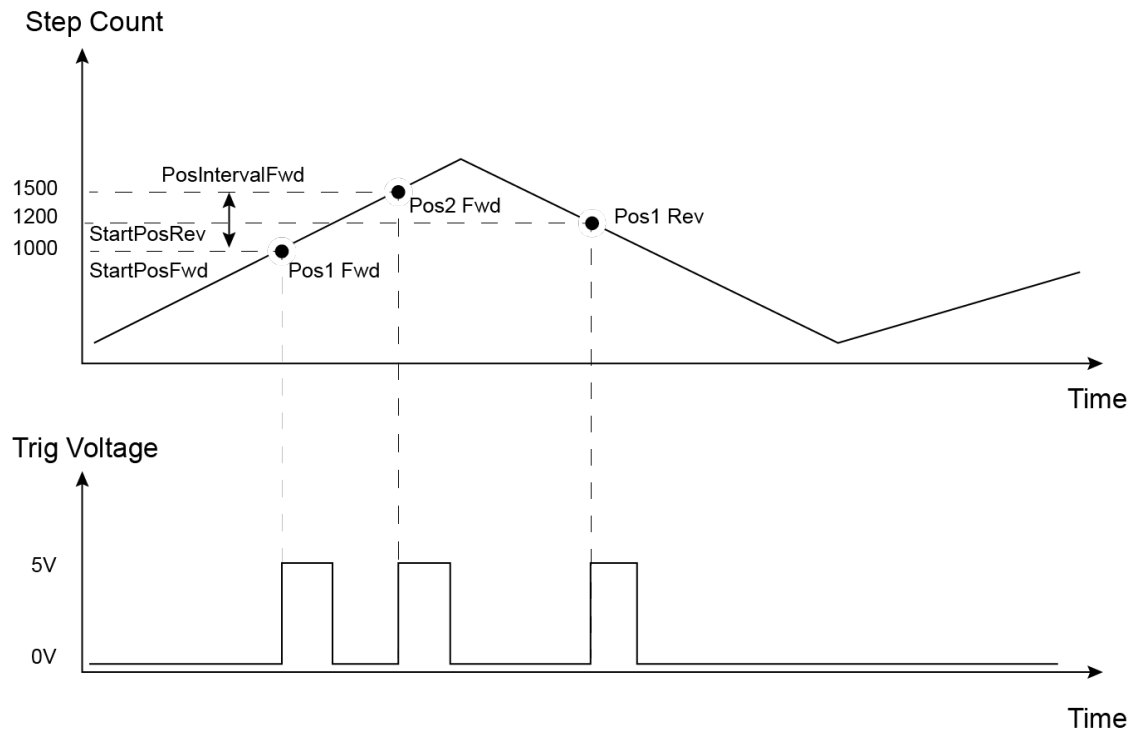 Step Count
PosIntervalFwd
1500
Pos2 Fwd
1200
Pos1 Rev
StartPosRev
1000
StartPosFwd
Pos1 Fwd
Time
Trig Voltage
5V
0V
Time